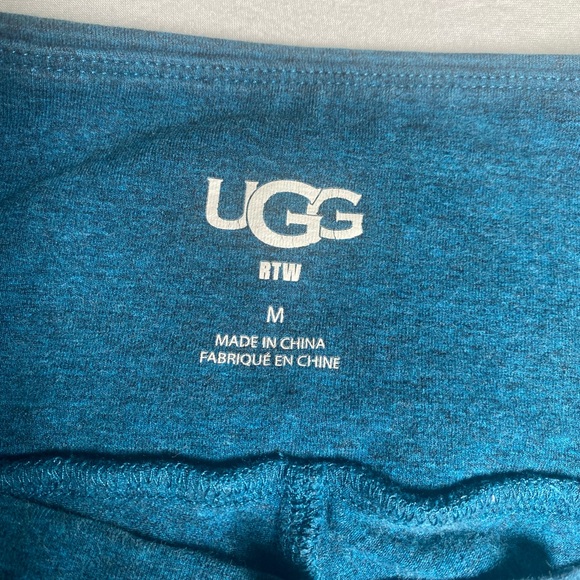 UGG
RTW
M
MADE IN CHINA
FABRIQUÉ EN CHINE